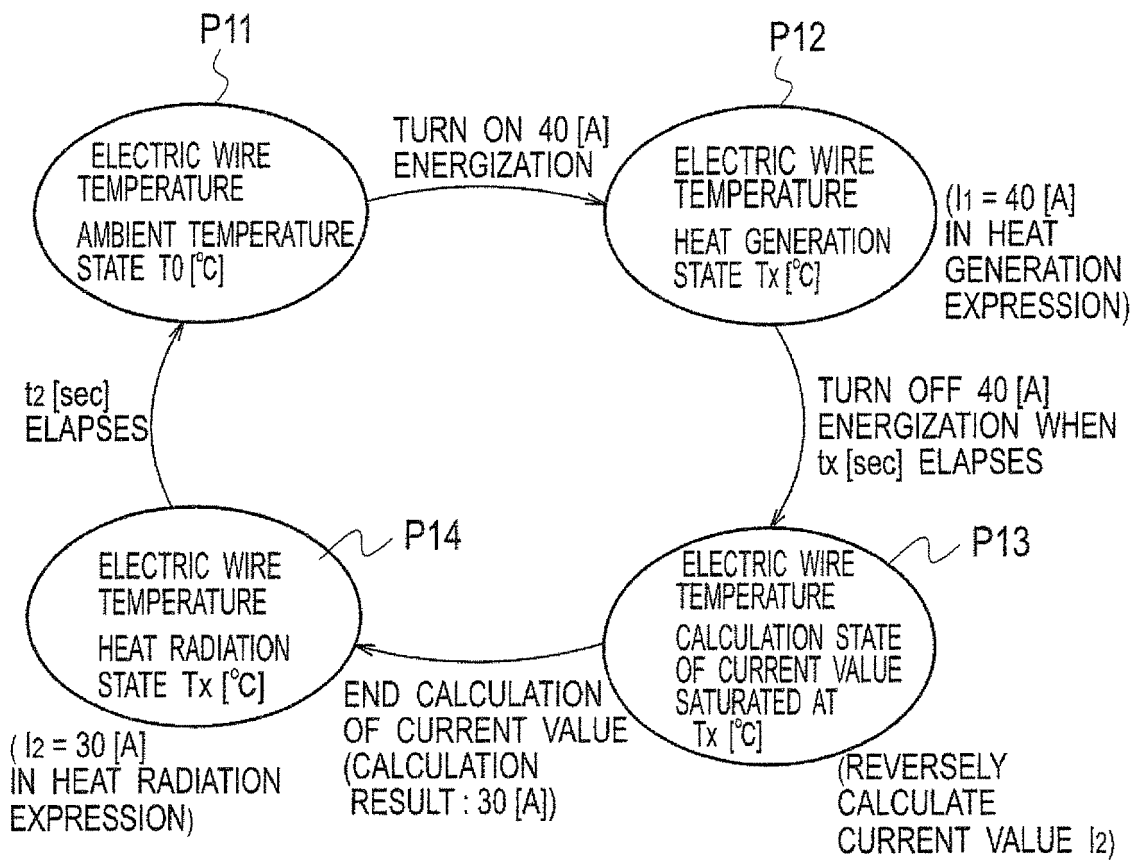 P11
P12
TURN ON 40 [A]
ENERGIZATION
ELECTRIC WIRE
TEMPERATURE
AMBIENT TEMPERATURE
STATE T0 [°C]
ELECTRIC WIRE
TEMPERATURE
HEAT GENERATION
STATE Tx [°C]
(I1 = 40 [A]
IN HEAT
GENERATION
EXPRESSION)
t2 [sec]
ELAPSES
TURN OFF 40 [A]
ENERGIZATION WHEN
tx [sec] ELAPSES
P14
P13
ELECTRIC WIRE
TEMPERATURE
HEAT RADIATION
STATE Tx [°C]
ELECTRIC WIRE
TEMPERATURE
CALCULATION STATE
OF CURRENT VALUE
SATURATED AT
Tx [°C]
END CALCULATION
OF CURRENT VALUE
(CALCULATION
RESULT : 30 [A])
( I2 = 30 [A]
IN HEAT RADIATION
EXPRESSION)
(REVERSELY
CALCULATE
CURRENT VALUE I2)